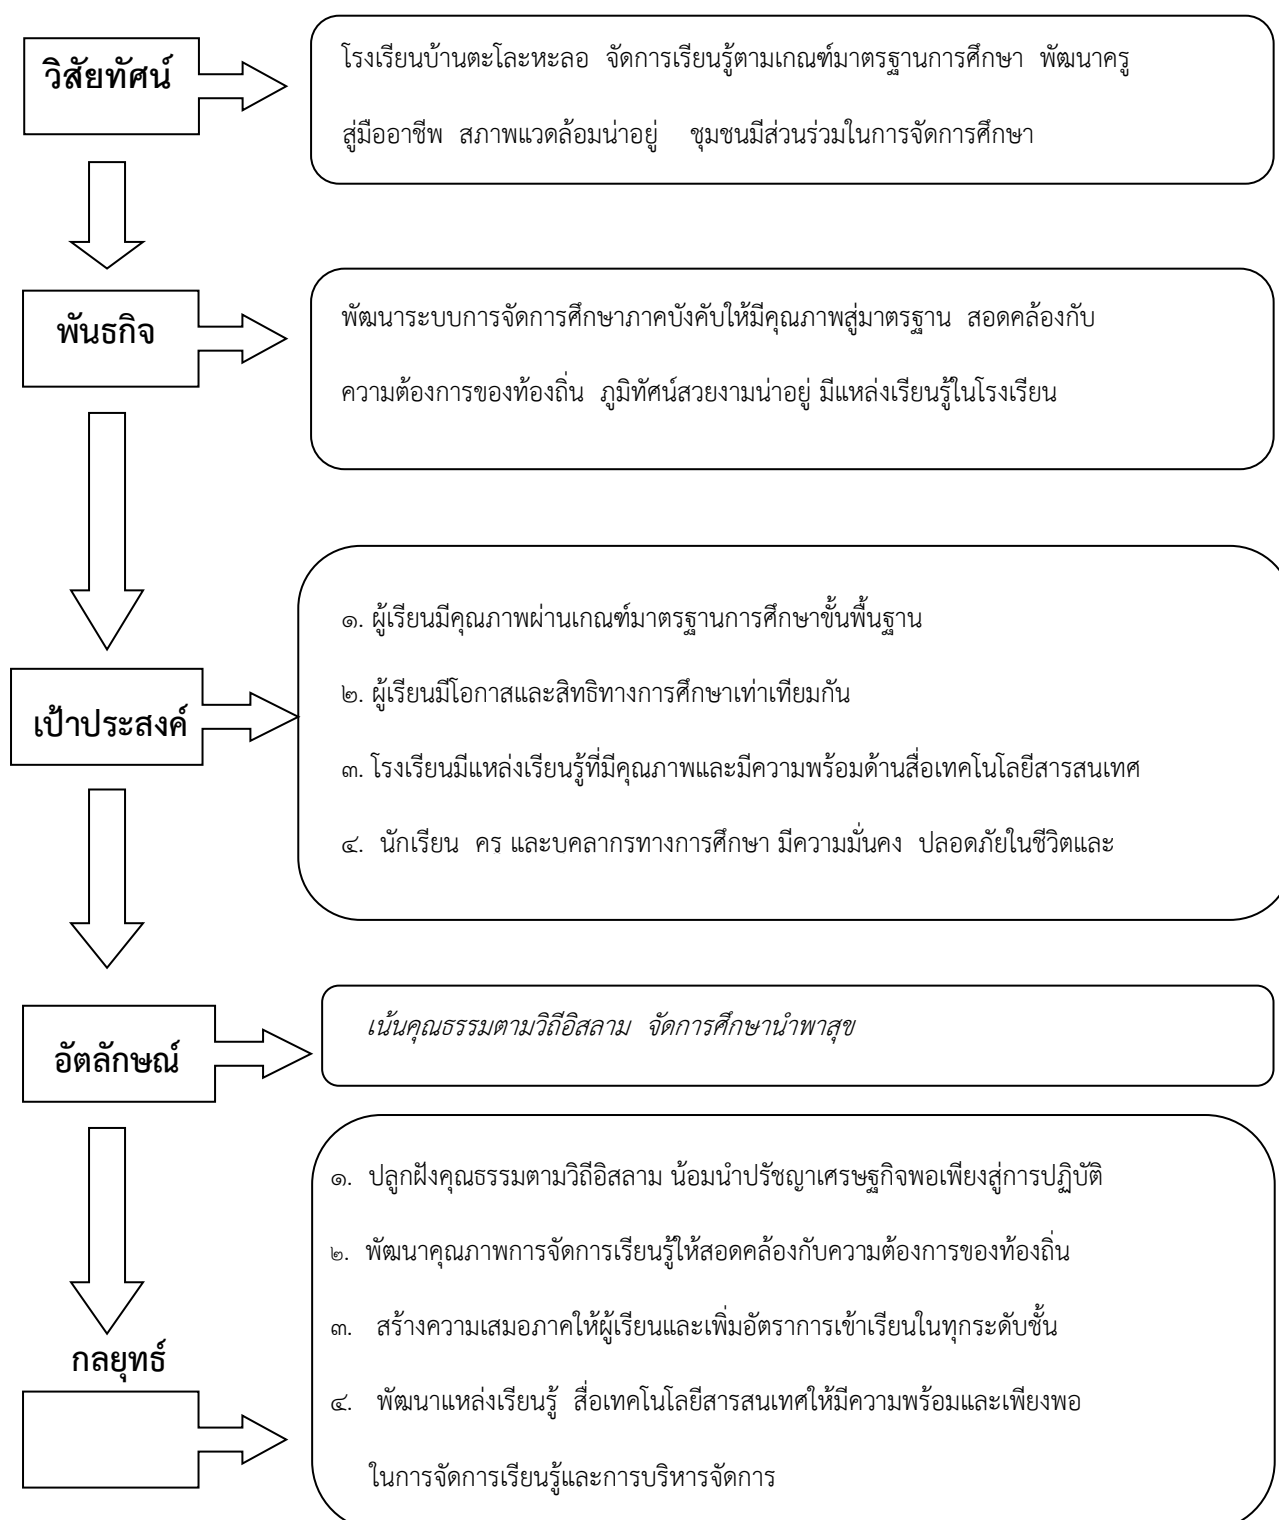 วิสัยทัศน์
โรงเรียนบ้านตะโละหะลอ จัดการเรียนรู้ตามเกณฑ์มาตรฐานการศึกษา พัฒนาครู
สู่มืออาชีพ สภาพแวดล้อมน่าอยู่ ชุมชนมีส่วนร่วมในการจัดการศึกษา
พันธกิจ
พัฒนาระบบการจัดการศึกษาภาคบังคับให้มีคุณภาพสู่มาตรฐาน สอดคล้องกับ
ความต้องการของท้องถิ่น ภูมิทัศน์สวยงามน่าอยู่ มีแหล่งเรียนรู้ในโรงเรียน
เป้าประสงค์
๑. ผู้เรียนมีคุณภาพผ่านเกณฑ์มาตรฐานการศึกษาขั้นพื้นฐาน
๒. ผู้เรียนมีโอกาสและสิทธิทางการศึกษาเท่าเทียมกัน
๓. โรงเรียนมีแหล่งเรียนรู้ที่มีคุณภาพและมีความพร้อมด้านสื่อเทคโนโลยีสารสนเทศ
๔. นักเรียน คร และบคลากรทางการศึกษา มีความมั่นคง ปลอดภัยในชีวิตและ
อัตลักษณ์
เน้นคุณธรรมตามวิถีอิสลาม จัดการศึกษานำพาสุข
กลยุทธ์
๑. ปลูกฝังคุณธรรมตามวิถีอิสลาม น้อมนำปรัชญาเศรษฐกิจพอเพียงสู่การปฏิบัติ
๒. พัฒนาคุณภาพการจัดการเรียนรู้ให้สอดคล้องกับความต้องการของท้องถิ่น
๓. สร้างความเสมอภาคให้ผู้เรียนและเพิ่มอัตราการเข้าเรียนในทุกระดับชั้น
๔. พัฒนาแหล่งเรียนรู้ สื่อเทคโนโลยีสารสนเทศให้มีความพร้อมและเพียงพอ
ในการจัดการเรียนรู้และการบริหารจัดการ